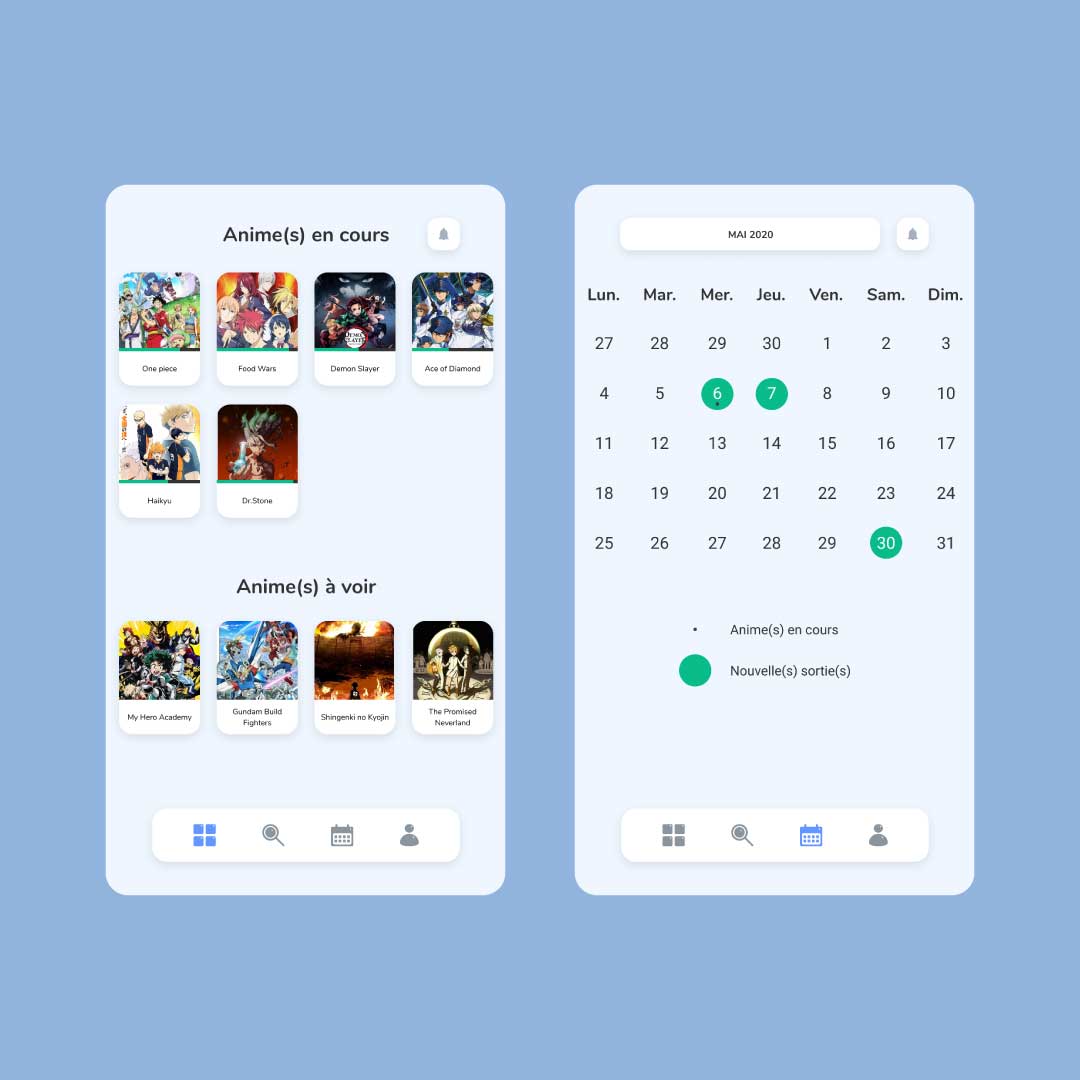 Anime(s) en cours
One piece
Food Wars
Demon Slayer
Ace of Diamond
Haikyu
Dr.Stone
Anime(s) à voir
My Hero Academy
Gundam Build
Fighters
Shingenki no Kyojin
The Promised
Neverland
MAI 2020
Lun. Mar. Mer. Jeu. Ven. Sam. Dim.
27 28 29 30 1 2 3
4 5 6 7 8 9 10
11 12 13 14 15 16 17
18 19 20 21 22 23 24
25 26 27 28 29 30 31
Anime(s) en cours
Nouvelle(s) sortie(s)